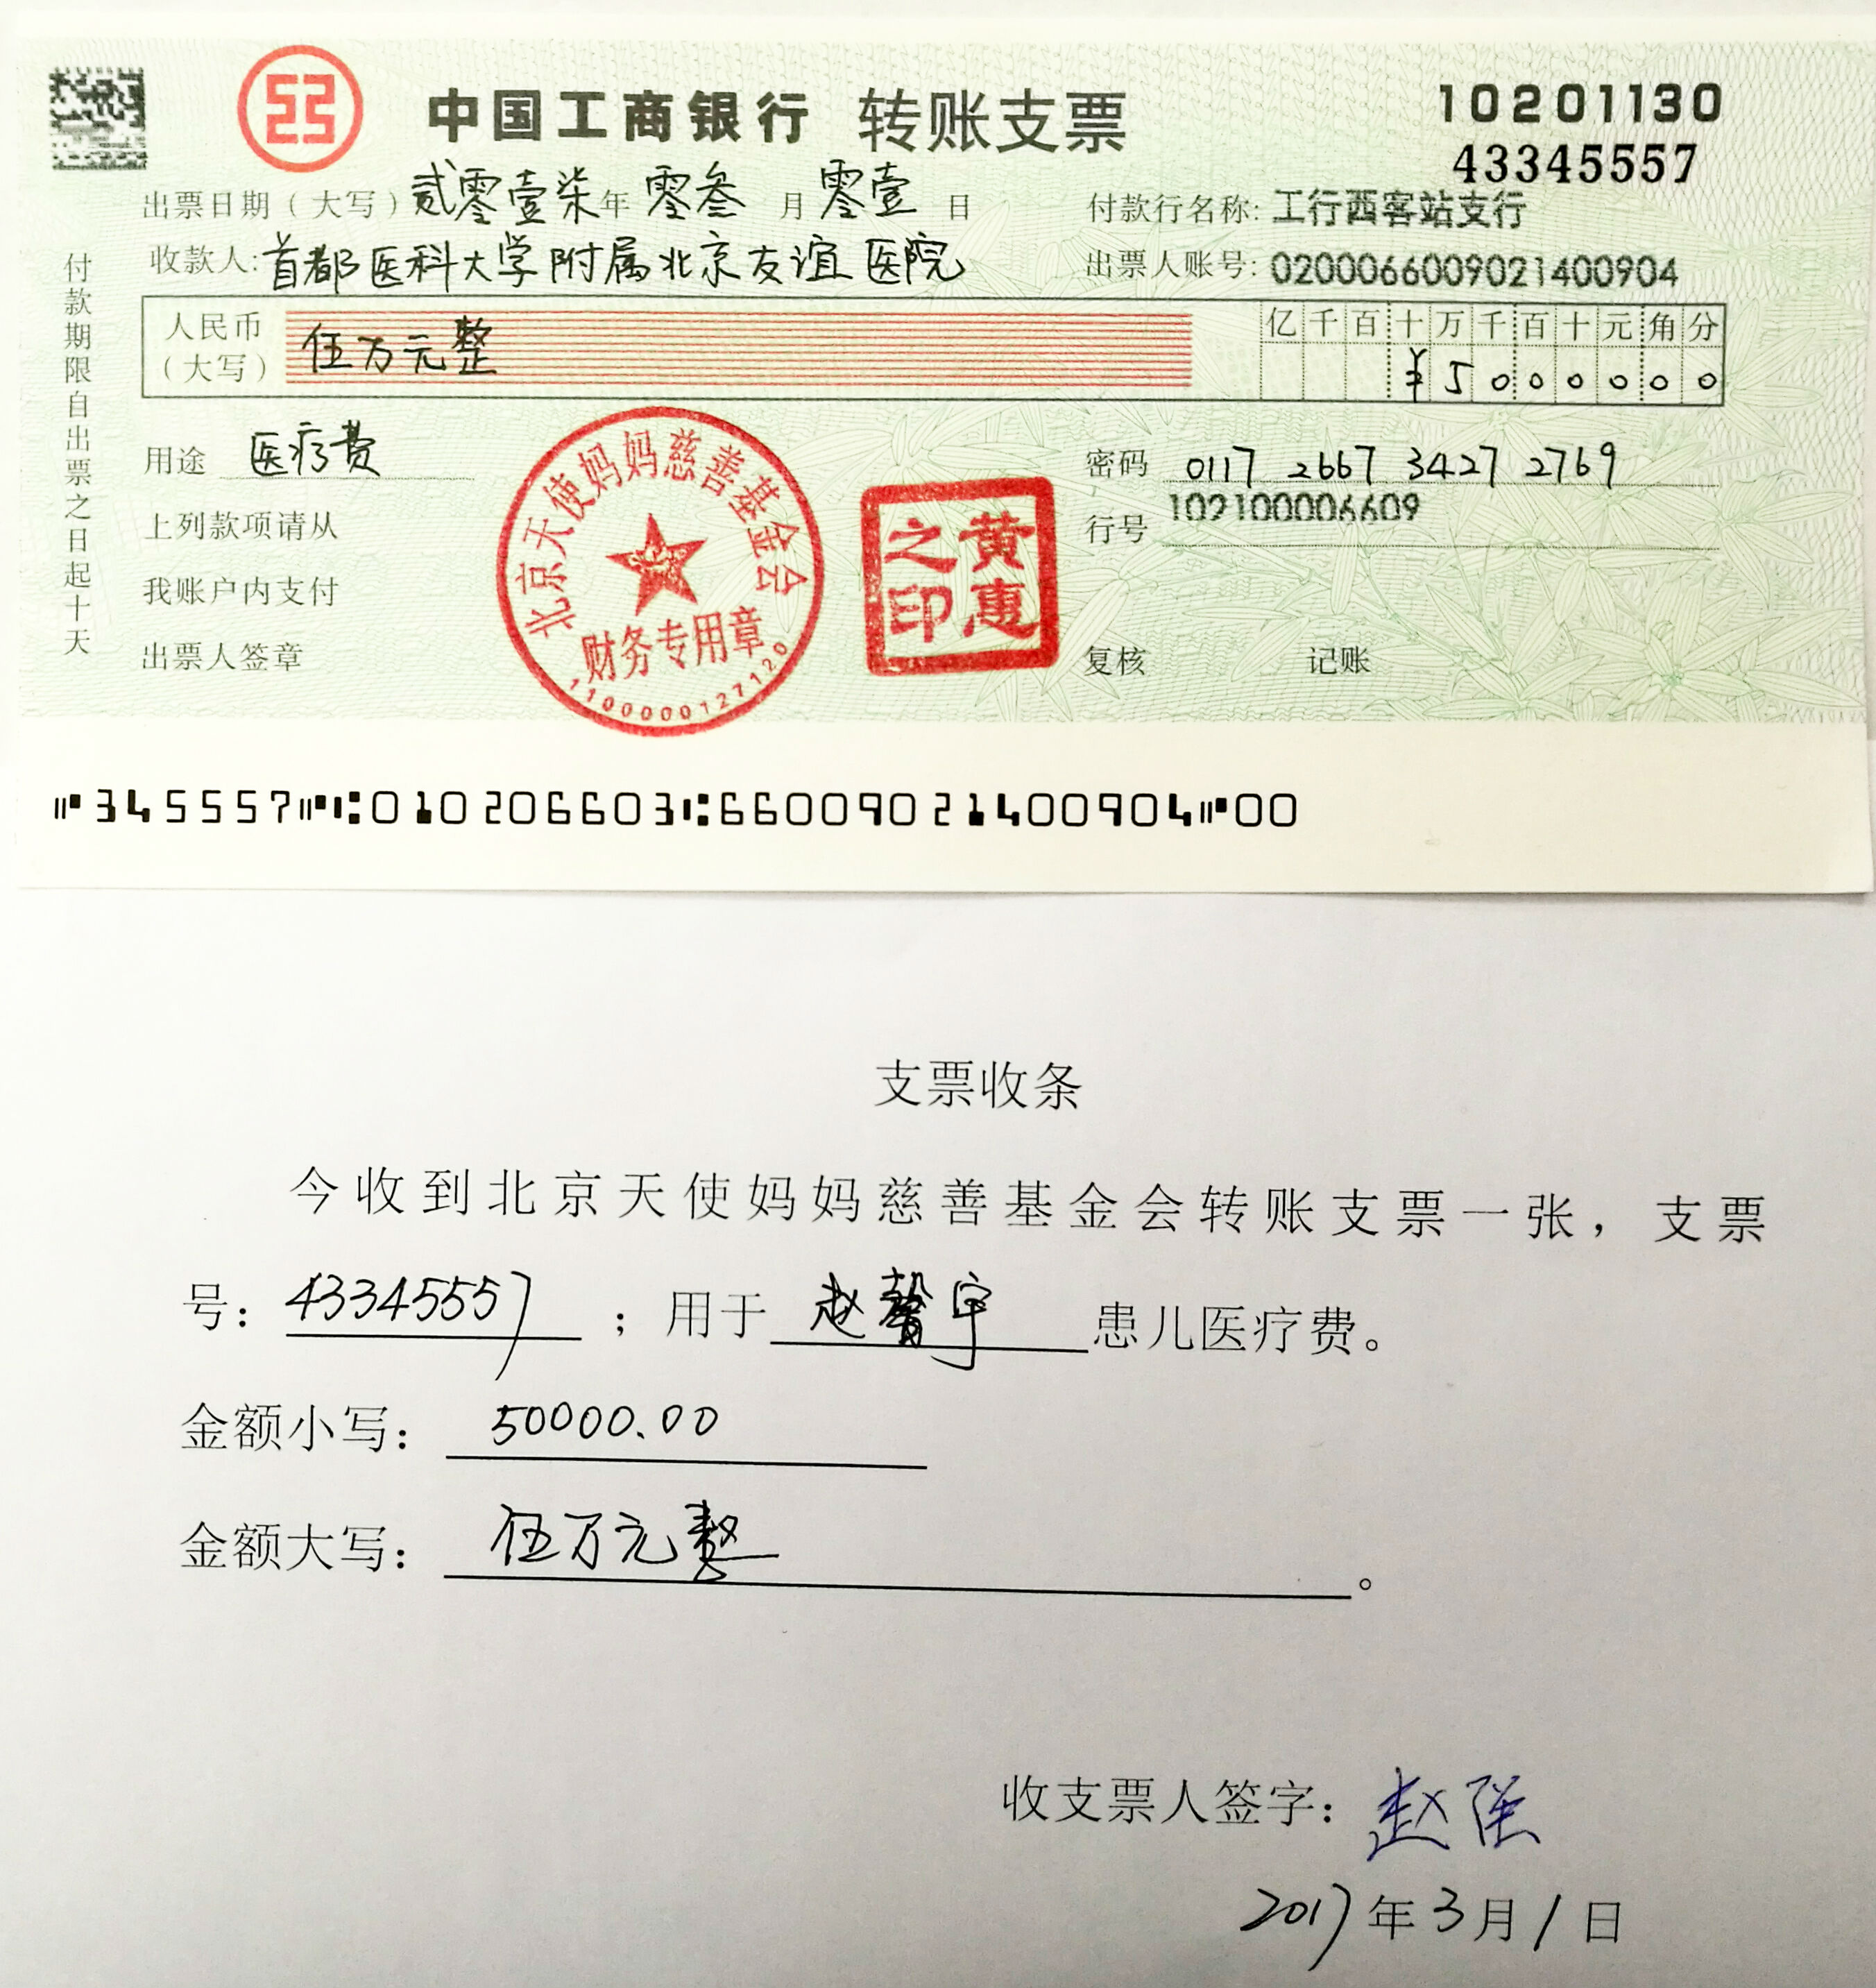 中国工商银行 转账支票
10201130
43345557
出票日期（大写）贰零壹柒年 零叁 月 零壹 日
付款行名称: 工行西客站支行
收款人: 首都医科大学附属北京友谊医院
出票人账号: 0200066009021400904
付款期限自出票之日起十天
人民币
（大写）
伍万元整
亿千百十万千百十元角分
¥5000000
用途 医疗费
密码 0117 2667 3427 2769
行号 102100006609
上列款项请从
我账户内支付
出票人签章
北京天使妈妈慈善基金会
财务专用章
1100000127120
黄惠之印
复核 记账
⑈345557⑈⑆010206603⑆6600902⑆1400904⑈00
支票收条
今收到北京天使妈妈慈善基金会转账支票一张，支票
号：43345557；用于赵馨宇患儿医疗费。
金额小写：50000.00
金额大写：伍万元整。
收支票人签字：赵强
2017年3月1日